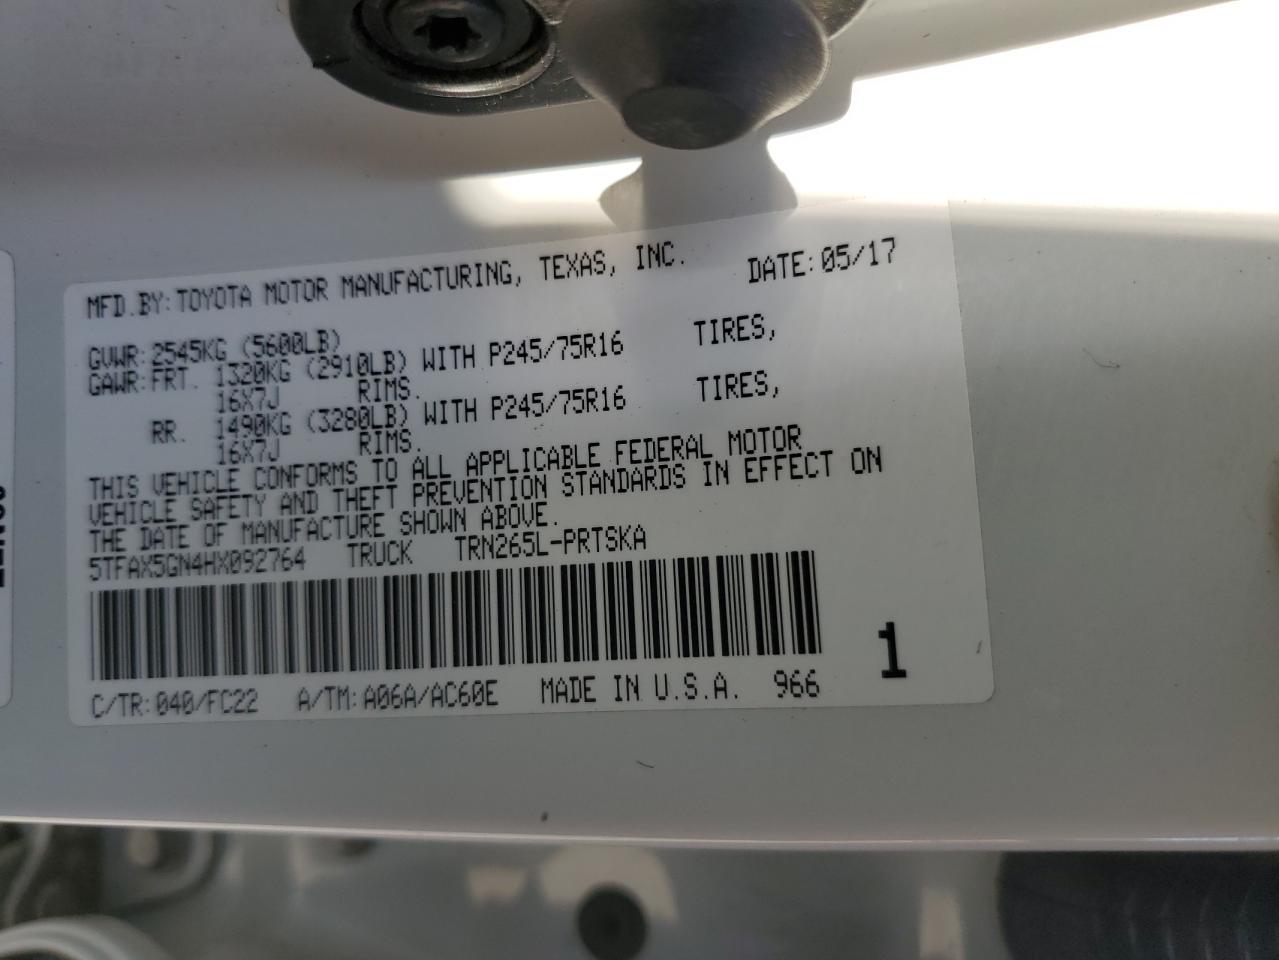 MFD.BY:TOYOTA MOTOR MANUFACTURING, TEXAS, INC. DATE:05/17
GVWR:2545KG (5600LB)
GAWR:FRT. 1320KG (2910LB) WITH P245/75R16 TIRES,
16X7J RIMS.
RR. 1490KG (3280LB) WITH P245/75R16 TIRES,
16X7J RIMS.
THIS VEHICLE CONFORMS TO ALL APPLICABLE FEDERAL MOTOR
VEHICLE SAFETY AND THEFT PREVENTION STANDARDS IN EFFECT ON
THE DATE OF MANUFACTURE SHOWN ABOVE.
5TFAX5GN4HX092764 TRUCK TRN265L-PRTSKA
C/TR:040/FC22 A/TM:A06A/AC60E MADE IN U.S.A. 966
1